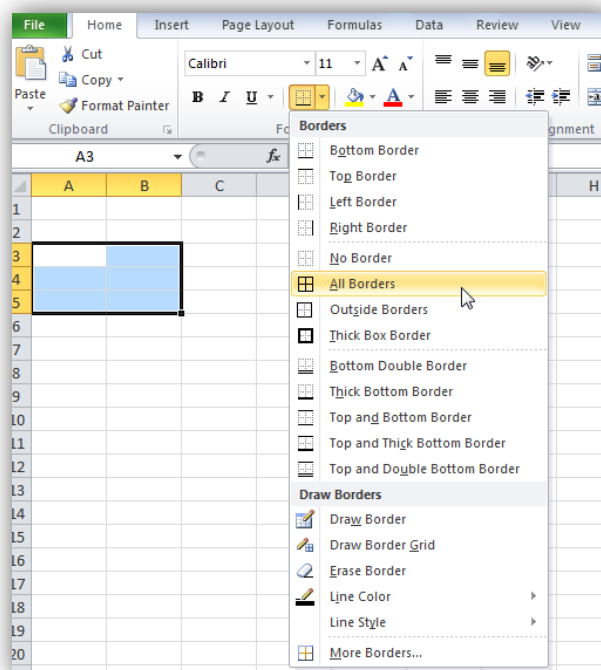 File Home Insert Page Layout Formulas Data Review View
Cut
Copy
Format Painter
Paste
Clipboard
Calibri 11 A A
B I U A
Fo
gnment
A3 fx
A B C H
Borders
Bottom Border
Top Border
Left Border
Right Border
No Border
All Borders
Outside Borders
Thick Box Border
Bottom Double Border
Thick Bottom Border
Top and Bottom Border
Top and Thick Bottom Border
Top and Double Bottom Border
Draw Borders
Draw Border
Draw Border Grid
Erase Border
Line Color
Line Style
More Borders...
1
2
3
4
5
6
7
8
9
10
11
12
13
14
15
16
17
18
19
20